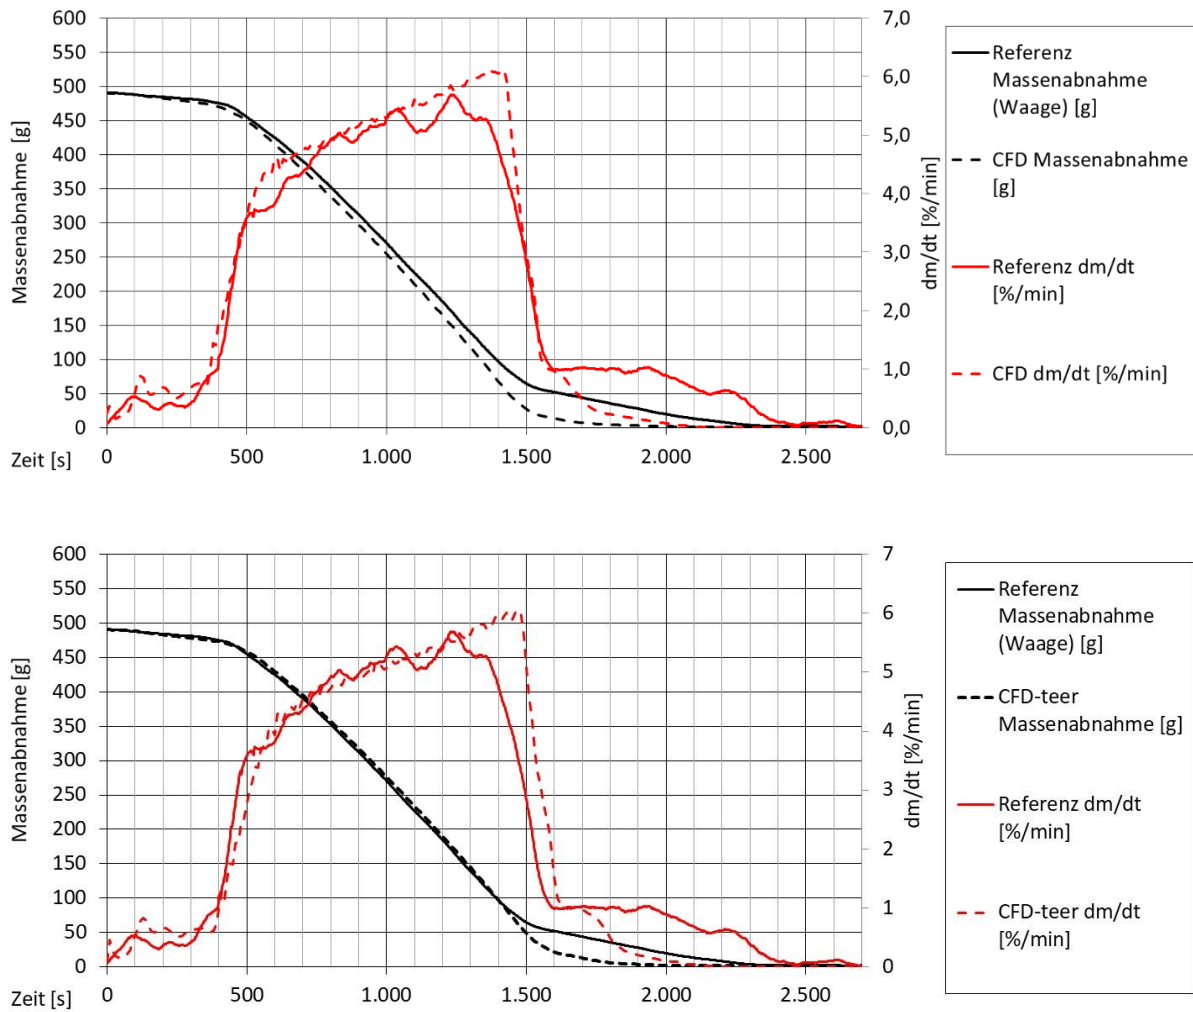 600
550
500
450
400
350
300
250
200
150
100
50
0
Massenabnahme [g]
7,0
6,0
5,0
4,0
3,0
2,0
1,0
0,0
dm/dt [%/min]
Zeit [s]
0
500
1.000
1.500
2.000
2.500
Referenz
Massenabnahme
(Waage) [g]
CFD Massenabnahme
[g]
Referenz dm/dt
[%/min]
CFD dm/dt [%/min]
600
550
500
450
400
350
300
250
200
150
100
50
0
Massenabnahme [g]
7
6
5
4
3
2
1
0
dm/dt [%/min]
Zeit [s]
0
500
1.000
1.500
2.000
2.500
Referenz
Massenabnahme
(Waage) [g]
CFD-teer
Massenabnahme [g]
Referenz dm/dt
[%/min]
CFD-teer dm/dt
[%/min]